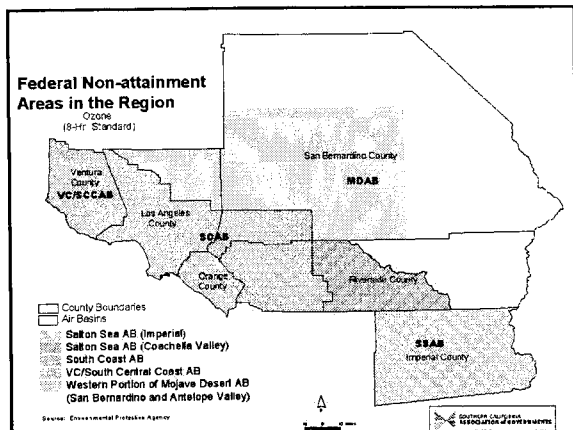 Federal Non-attainment
Areas in the Region
Ozone
(8-Hr Standard)
San Bernardino County
MDAB
Ventura
County
VC/SCCAB
Los Angeles
County
SCAB
Orange
County
Riverside County
SSAB
Imperial County
County Boundaries
Air Basins
Salton Sea AB (Imperial)
Salton Sea AB (Coachella Valley)
South Coast AB
VC/South Central Coast AB
Western Portion of Mojave Desert AB
(San Bernardino and Antelope Valley)
Source: Environmental Protective Agency
SOUTHERN CALIFORNIA
ASSOCIATION of GOVERNMENTS